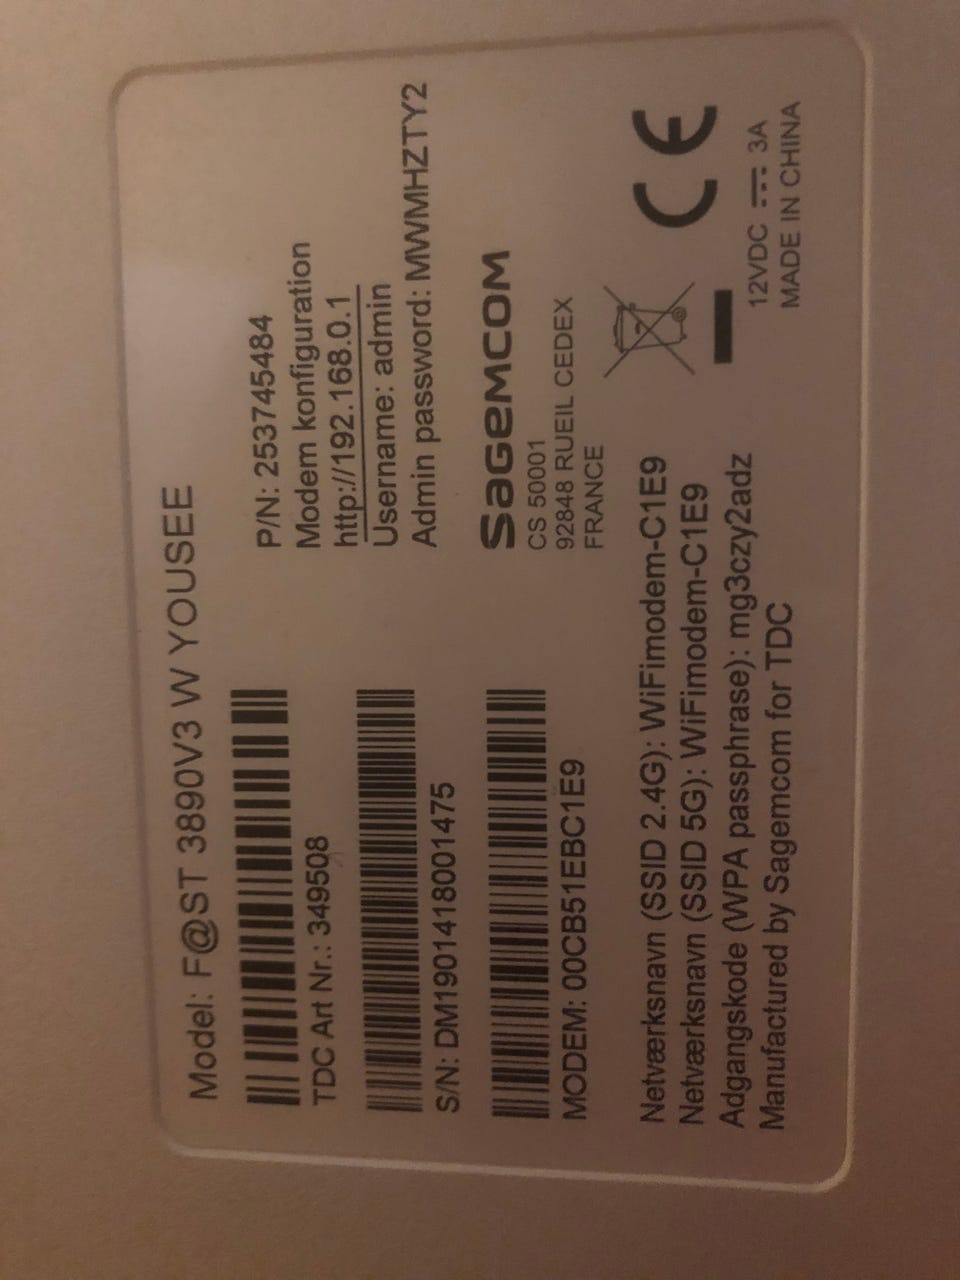 Model: F@ST 3890V3 W YOUSEE
TDC Art Nr.: 349508
S/N: DM1901418001475
MODEM: 00CB51EBC1E9
P/N: 253745484
Modem konfiguration
http://192.168.0.1
Username: admin
Admin password: MWMHZTY2
SAGEMCOM
CS 50001
92848 RUEIL CEDEX
FRANCE
Netværksnavn (SSID 2.4G): WiFimodem-C1E9
Netværksnavn (SSID 5G): WiFimodem-C1E9
Adgangskode (WPA passphrase): mg3czy2adz
Manufactured by Sagemcom for TDC
CE
12VDC ⎓ 3A
MADE IN CHINA